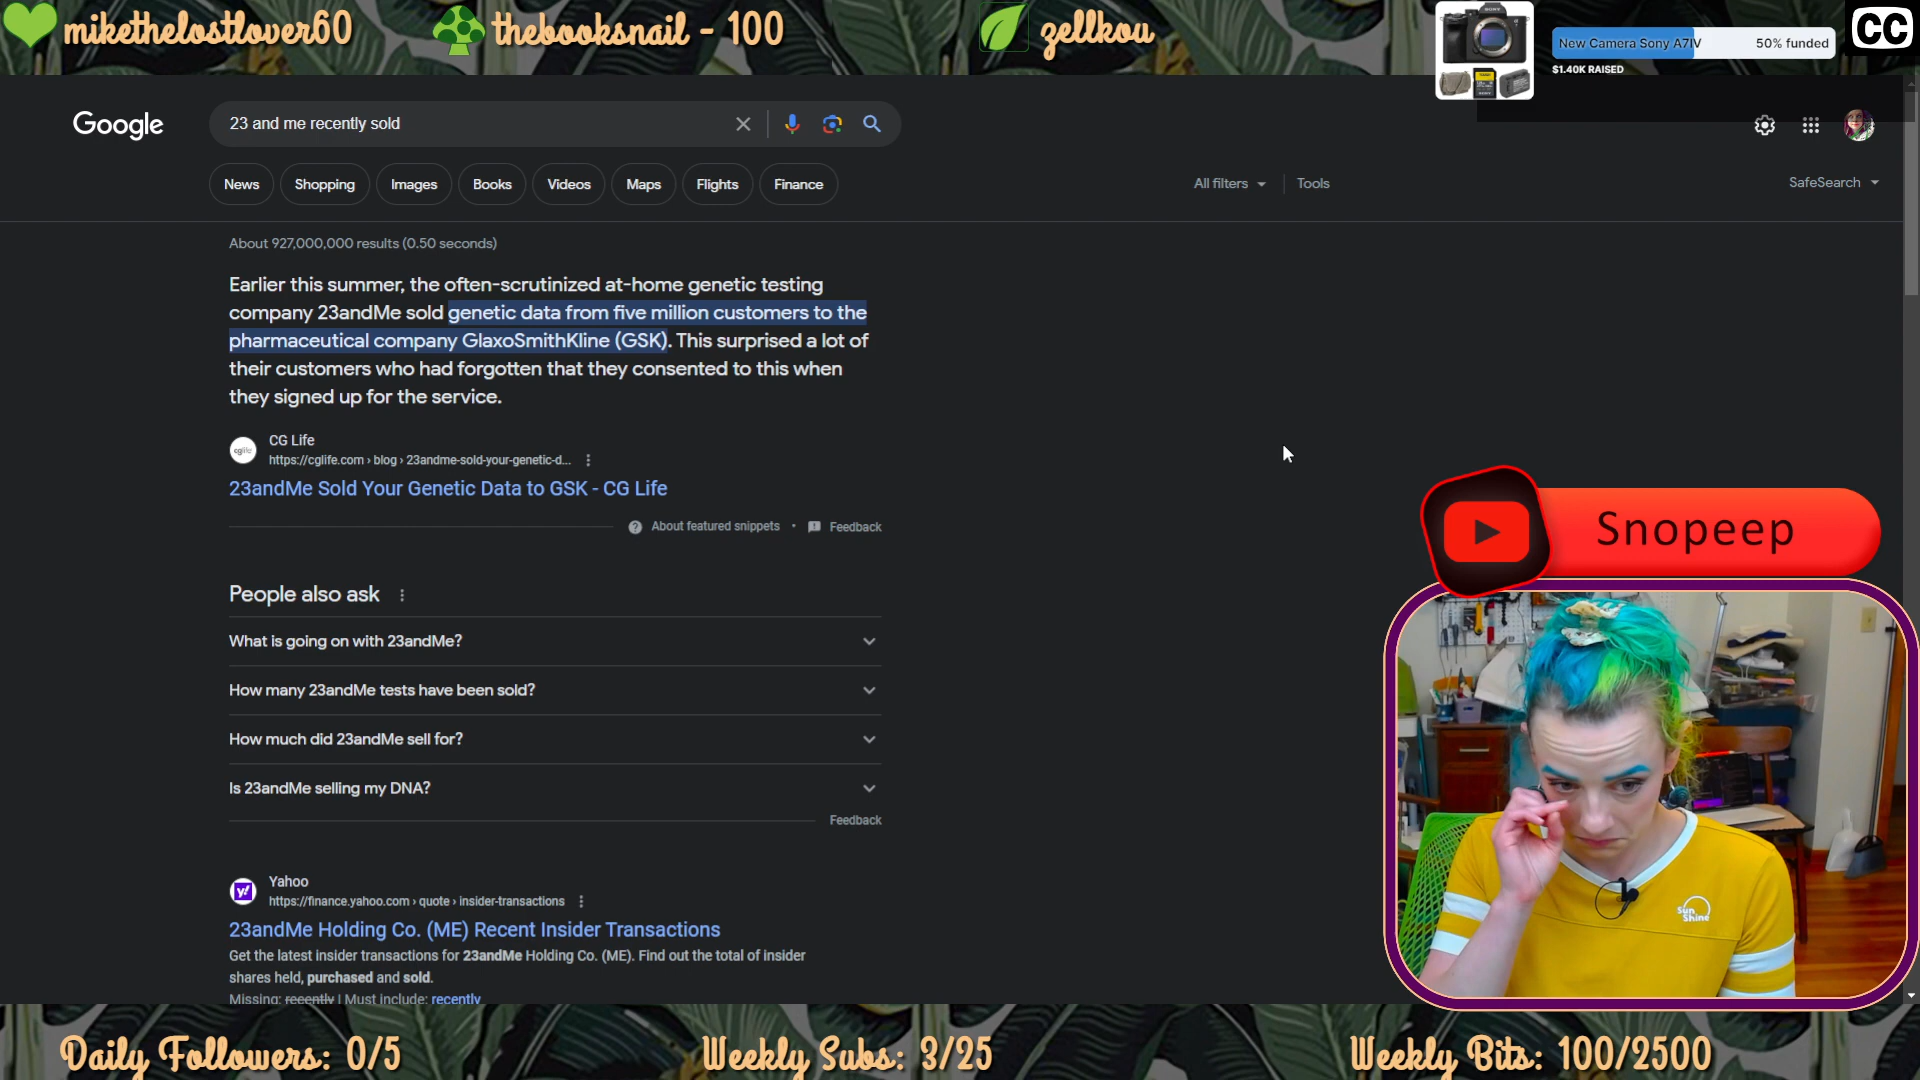 mikethelostlover60
thebooksnail - 100
zellkou
SONY
New Camera Sony A7IV 50% funded
$1.40K RAISED
CC
Google
23 and me recently sold
News
Shopping
Images
Books
Videos
Maps
Flights
Finance
All filters
Tools
SafeSearch
About 927,000,000 results (0.50 seconds)
Earlier this summer, the often-scrutinized at-home genetic testing
company 23andMe sold genetic data from five million customers to the
pharmaceutical company GlaxoSmithKline (GSK). This surprised a lot of
their customers who had forgotten that they consented to this when
they signed up for the service.
cglife
CG Life
https://cglife.com › blog › 23andme-sold-your-genetic-d...
23andMe Sold Your Genetic Data to GSK - CG Life
About featured snippets • Feedback
Snopeep
People also ask
What is going on with 23andMe?
How many 23andMe tests have been sold?
How much did 23andMe sell for?
Is 23andMe selling my DNA?
Feedback
y!
Yahoo
https://finance.yahoo.com › quote › insider-transactions
23andMe Holding Co. (ME) Recent Insider Transactions
Get the latest insider transactions for 23andMe Holding Co. (ME). Find out the total of insider
shares held, purchased and sold.
Missing: recently | Must include: recently
Sun
Shine
Daily Followers: 0/5
Weekly Subs: 3/25
Weekly Bits: 100/2500